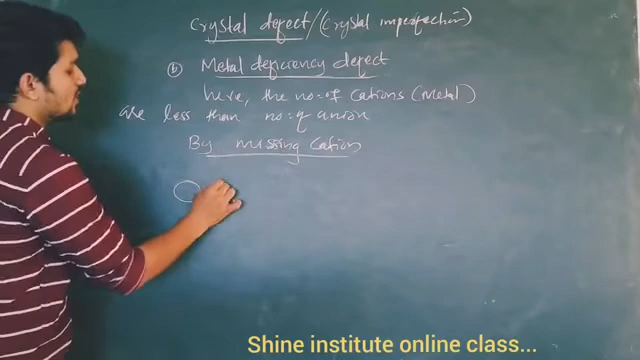 Crystal defect/(Crystal imperfection)
(b) Metal deficiency defect
here, the no: of Cations (Metal)
are less than no: of anion
By missing Cation
Shine institute online class...